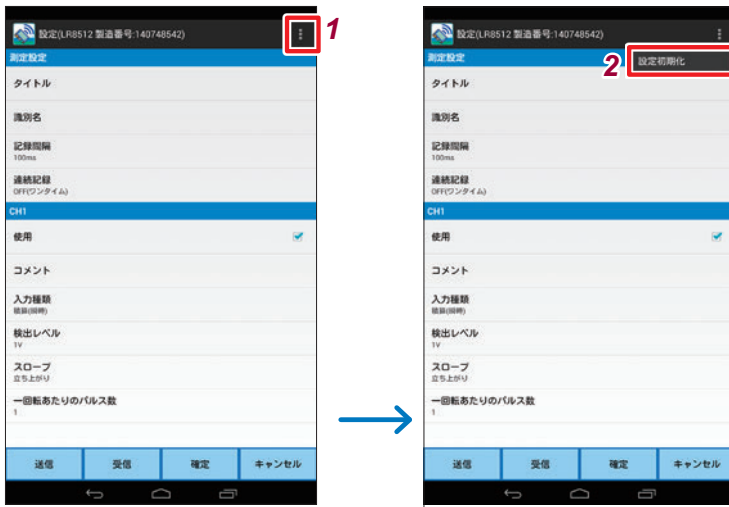 設定(LR8512 製造番号:140748542)
1
測定設定
タイトル
識別名
記録間隔
100ms
連続記録
OFF(ワンタイム)
CH1
使用
コメント
入力種類
積算(瞬時)
検出レベル
1V
スロープ
立ち上がり
一回転あたりのパルス数
1
送信 受信 確定 キャンセル
設定(LR8512 製造番号:140748542)
測定設定
2
設定初期化
タイトル
識別名
記録間隔
100ms
連続記録
OFF(ワンタイム)
CH1
使用
コメント
入力種類
積算(瞬時)
検出レベル
1V
スロープ
立ち上がり
一回転あたりのパルス数
1
送信 受信 確定 キャンセル